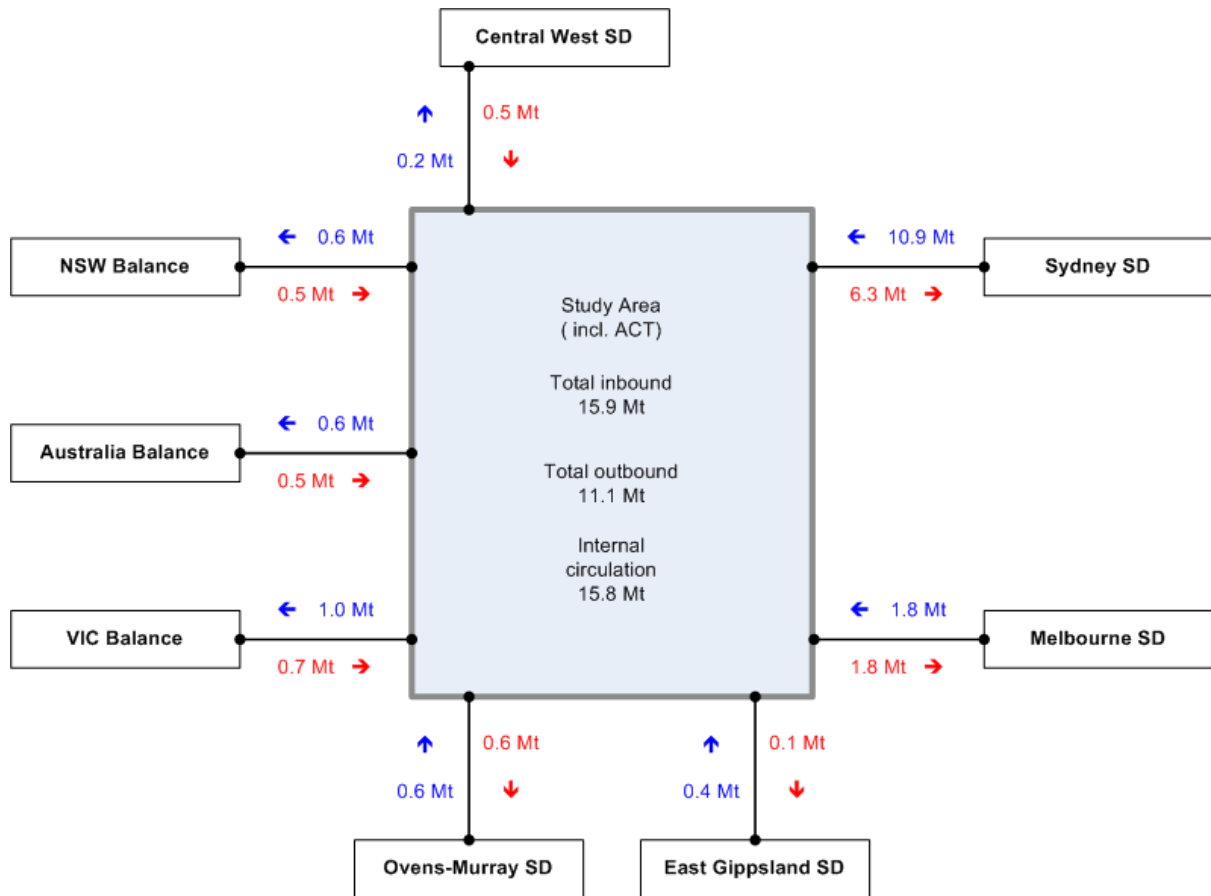 Central West SD
0.5 Mt
0.2 Mt
0.6 Mt
10.9 Mt
NSW Balance
Sydney SD
0.5 Mt
6.3 Mt
Study Area
( incl. ACT)
Total inbound
15.9 Mt
0.6 Mt
Australia Balance
0.5 Mt
Total outbound
11.1 Mt
Internal
circulation
15.8 Mt
1.0 Mt
1.8 Mt
VIC Balance
Melbourne SD
0.7 Mt
1.8 Mt
0.6 Mt
0.1 Mt
0.6 Mt
0.4 Mt
Ovens-Murray SD
East Gippsland SD